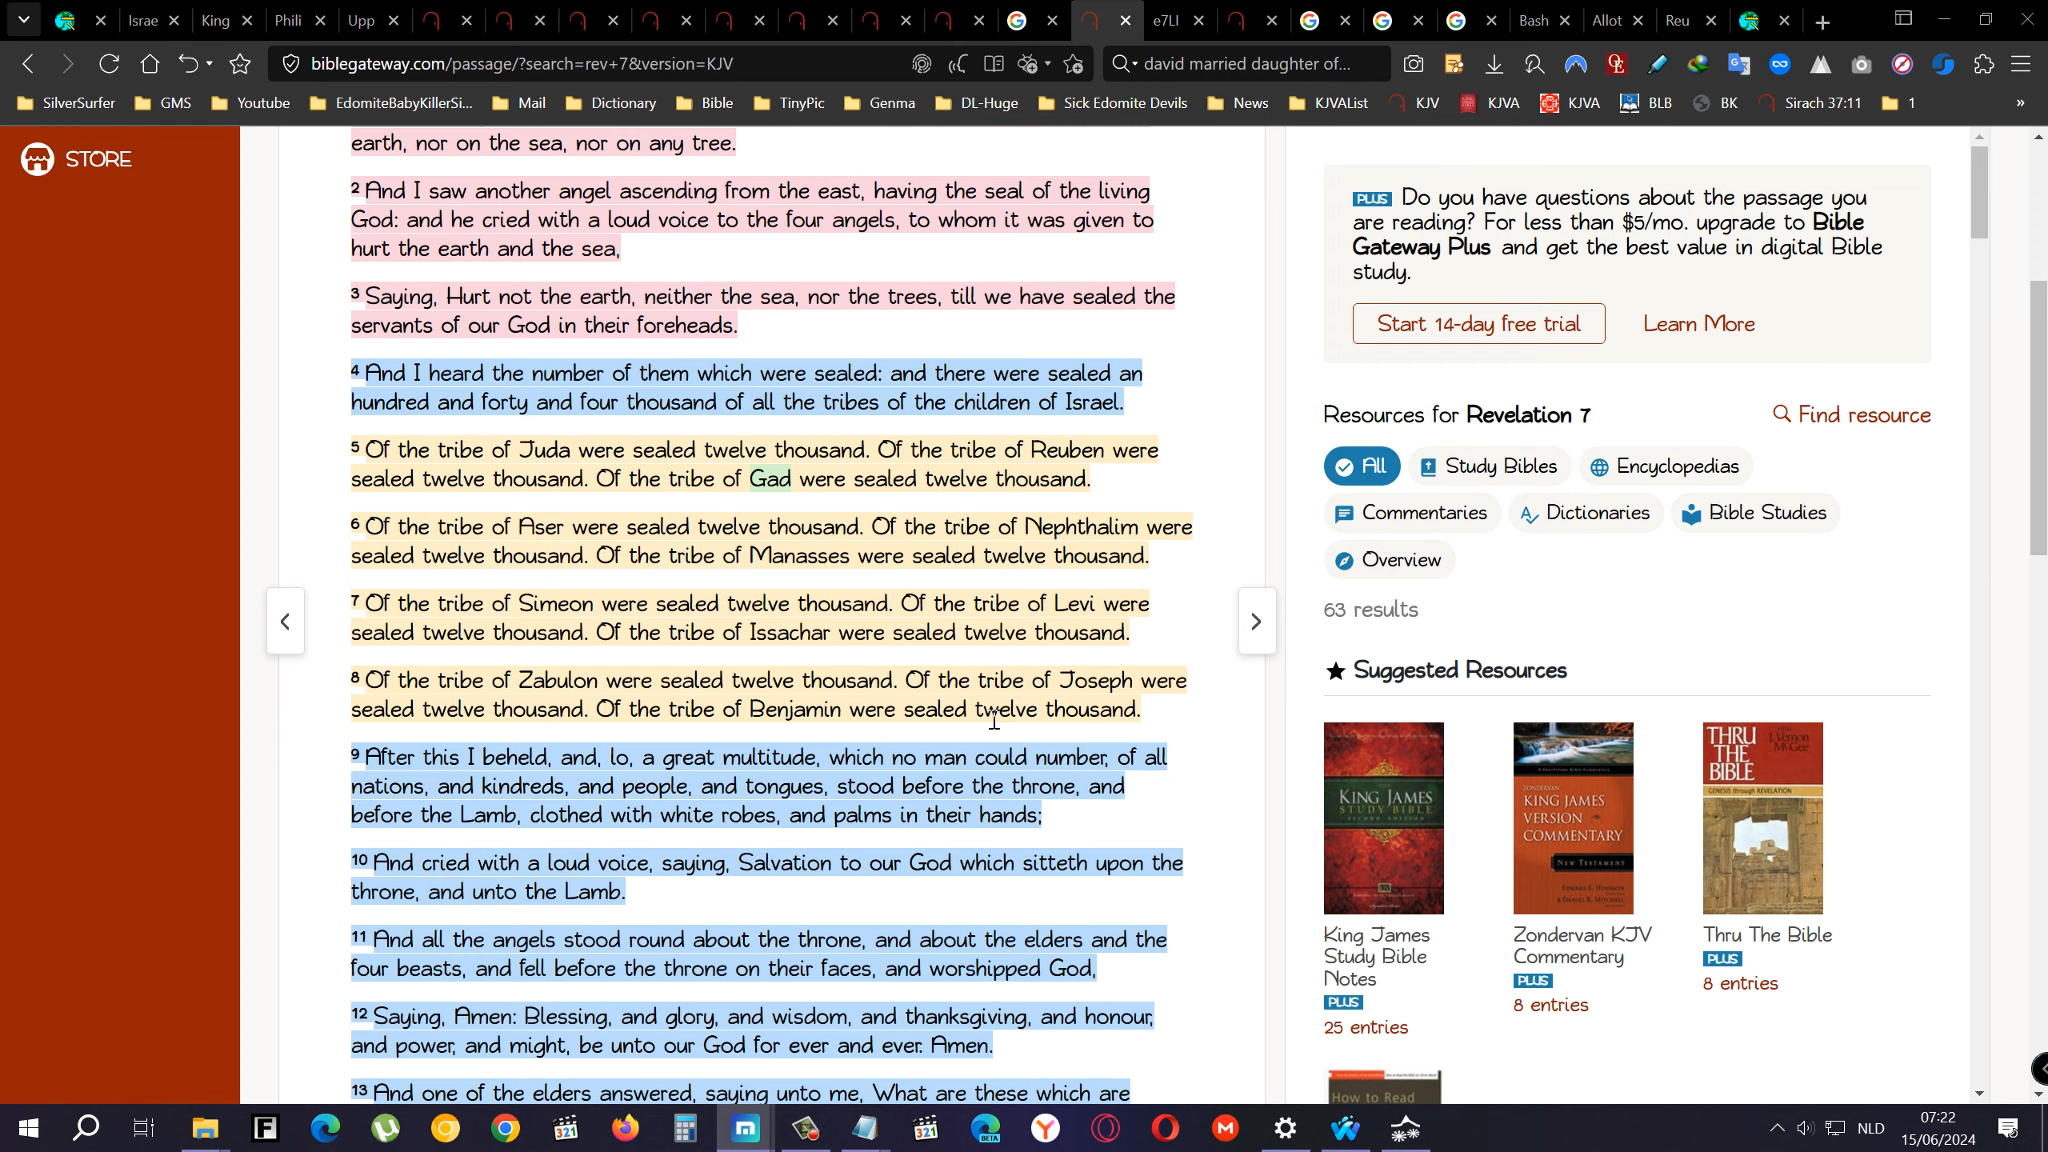 Israe
King
Phili
Upp
e7LI
Bash
Allot
Reu
biblegateway.com/passage/?search=rev+7&version=KJV
david married daughter of...
SilverSurfer
GMS
Youtube
EdomiteBabyKillerSi...
Mail
Dictionary
Bible
TinyPic
Genma
DL-Huge
Sick Edomite Devils
News
KJVAList
KJV
KJVA
KJVA
BLB
BK
Sirach 37:11
1
»
STORE
earth, nor on the sea, nor on any tree.
2 And I saw another angel ascending from the east, having the seal of the living
God: and he cried with a loud voice to the four angels, to whom it was given to
hurt the earth and the sea,
3 Saying, Hurt not the earth, neither the sea, nor the trees, till we have sealed the
servants of our God in their foreheads.
4 And I heard the number of them which were sealed: and there were sealed an
hundred and forty and four thousand of all the tribes of the children of Israel.
5 Of the tribe of Juda were sealed twelve thousand. Of the tribe of Reuben were
sealed twelve thousand. Of the tribe of Gad were sealed twelve thousand.
6 Of the tribe of Aser were sealed twelve thousand. Of the tribe of Nephthalim were
sealed twelve thousand. Of the tribe of Manasses were sealed twelve thousand.
7 Of the tribe of Simeon were sealed twelve thousand. Of the tribe of Levi were
sealed twelve thousand. Of the tribe of Issachar were sealed twelve thousand.
8 Of the tribe of Zabulon were sealed twelve thousand. Of the tribe of Joseph were
sealed twelve thousand. Of the tribe of Benjamin were sealed twelve thousand.
9 After this I beheld, and, lo, a great multitude, which no man could number, of all
nations, and kindreds, and people, and tongues, stood before the throne, and
before the Lamb, clothed with white robes, and palms in their hands;
10 And cried with a loud voice, saying, Salvation to our God which sitteth upon the
throne, and unto the Lamb.
11 And all the angels stood round about the throne, and about the elders and the
four beasts, and fell before the throne on their faces, and worshipped God,
12 Saying, Amen: Blessing, and glory, and wisdom, and thanksgiving, and honour,
and power, and might, be unto our God for ever and ever. Amen.
13 And one of the elders answered, saying unto me, What are these which are
PLUS Do you have questions about the passage you
are reading? For less than $5/mo. upgrade to Bible
Gateway Plus and get the best value in digital Bible
study.
Start 14-day free trial
Learn More
Resources for Revelation 7
Find resource
All
Study Bibles
Encyclopedias
Commentaries
Dictionaries
Bible Studies
Overview
63 results
Suggested Resources
KING JAMES
STUDY BIBLE
ZONDERVAN
KING JAMES
VERSION
COMMENTARY
NEW TESTAMENT
THRU
THE
BIBLE
J. Vernon
McGee
GENESIS through REVELATION
King James
Study Bible
Notes
PLUS
25 entries
Zondervan KJV
Commentary
PLUS
8 entries
Thru The Bible
PLUS
8 entries
How to Read
NLD
07:22
15/06/2024